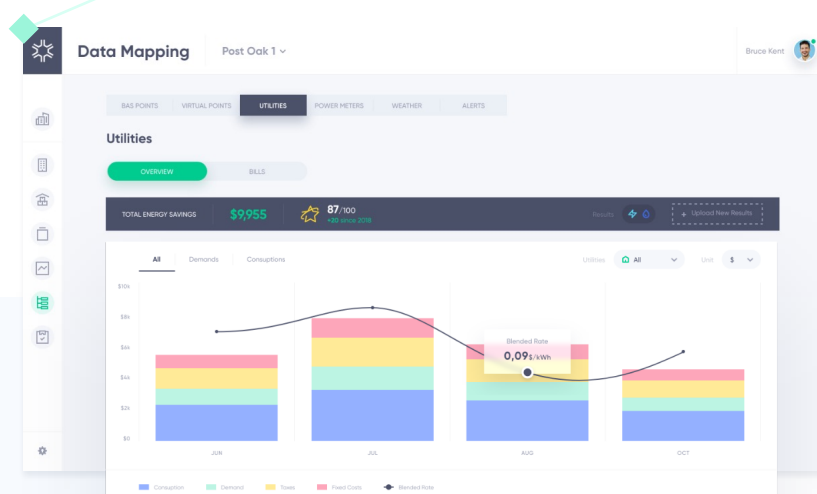 Data Mapping
Post Oak 1
Bruce Kent
BAS POINTS
VIRTUAL POINTS
UTILITIES
POWER METERS
WEATHER
ALERTS
Utilities
OVERVIEW
BILLS
TOTAL ENERGY SAVINGS
$9,955
87/100
+20 since 2018
Results
+ Upload New Results
All
Demands
Consuptions
Utilities
All
Unit
$
$10k
$8k
$6k
$4k
$2k
$0
Blended Rate
0,09$/kWh
JUN
JUL
AUG
OCT
Consuption
Demand
Taxes
Fixed Costs
Blended Rate